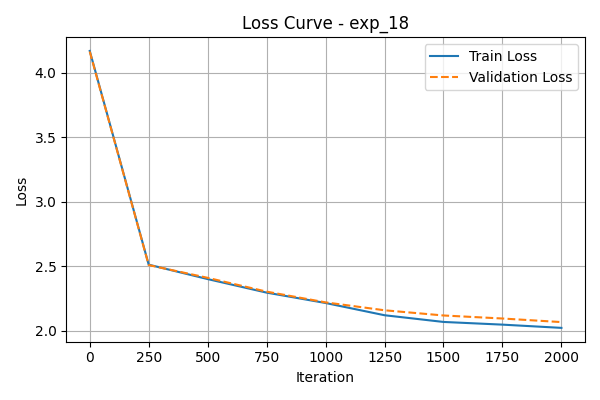 Loss Curve - exp_18
Train Loss
Validation Loss
4.0
3.5
3.0
2.5
2.0
Loss
0 250 500 750 1000 1250 1500 1750 2000
Iteration